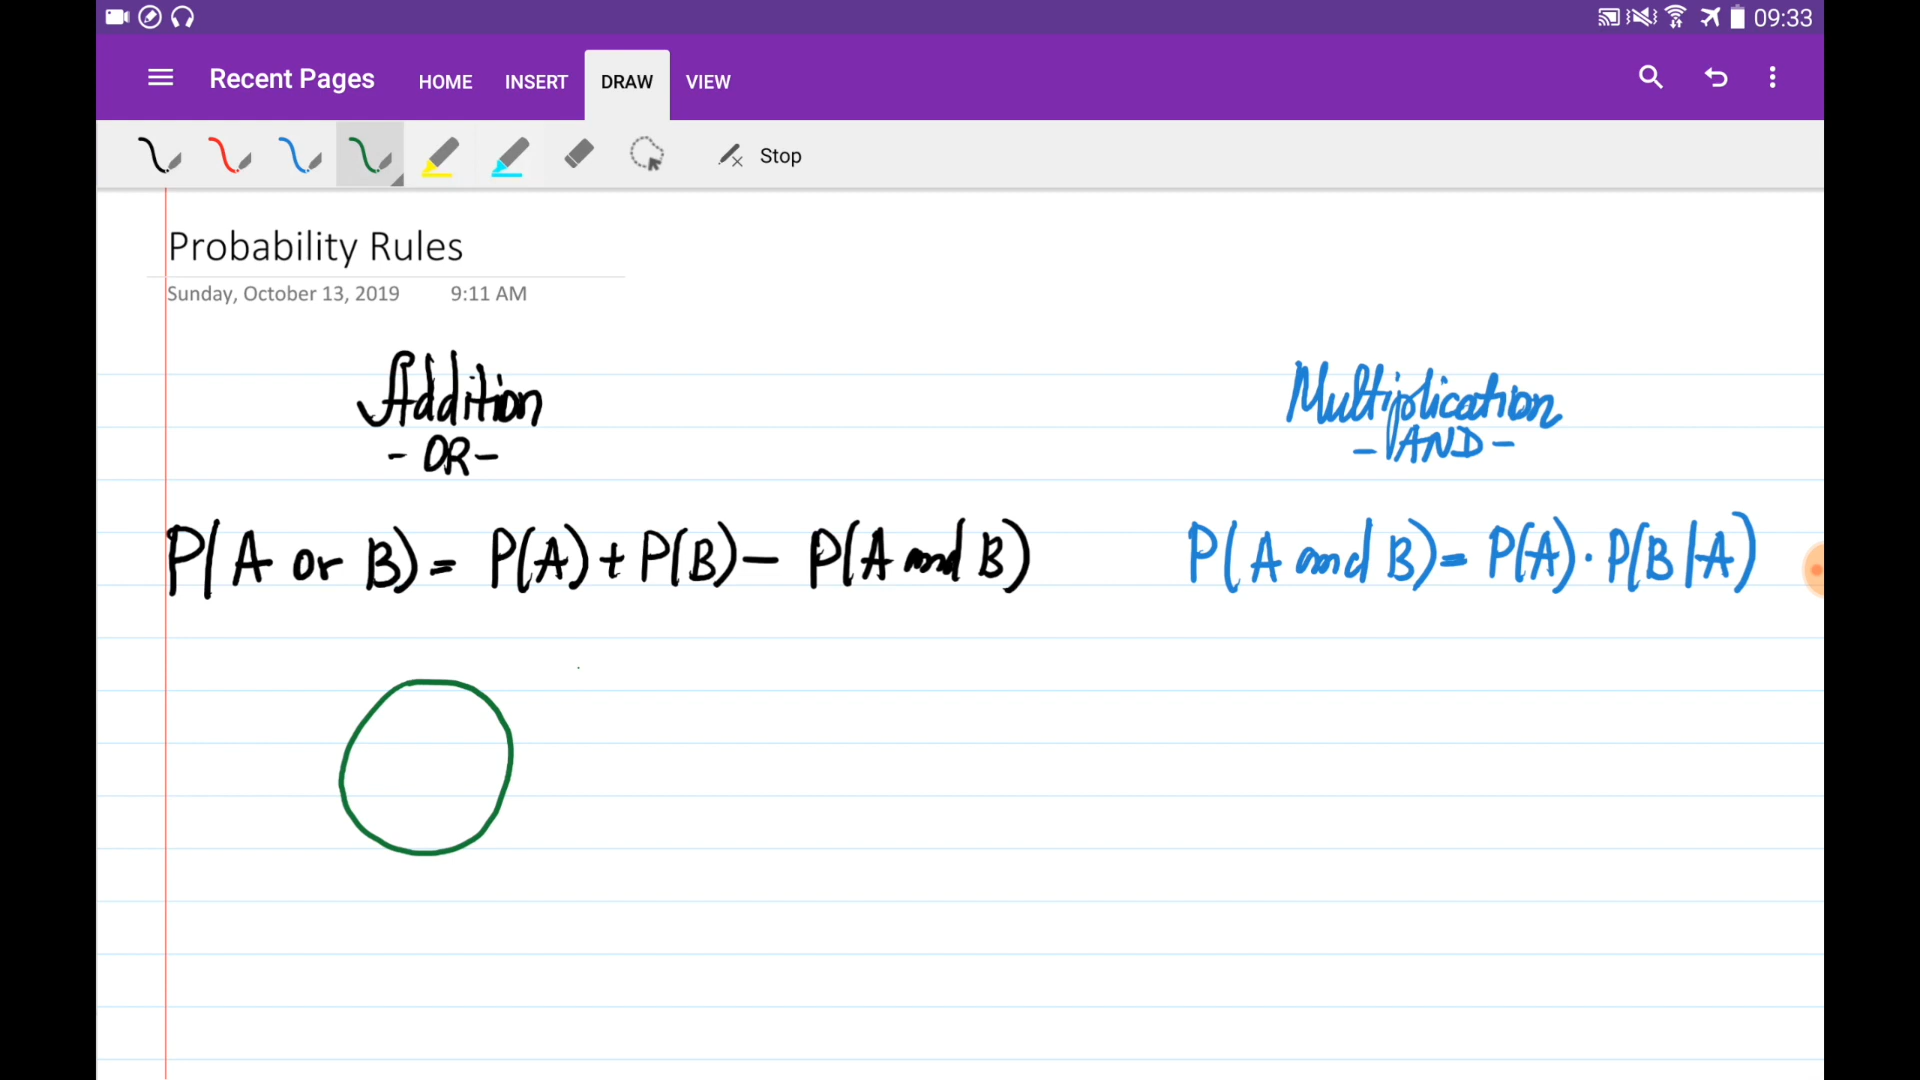 09:33
Recent Pages HOME INSERT DRAW VIEW
Stop
Probability Rules
Sunday, October 13, 2019 9:11 AM
Addition
- OR -
P(A or B) = P(A) + P(B) - P(A and B)
Multiplication
- AND -
P(A and B) = P(A) · P(B|A)